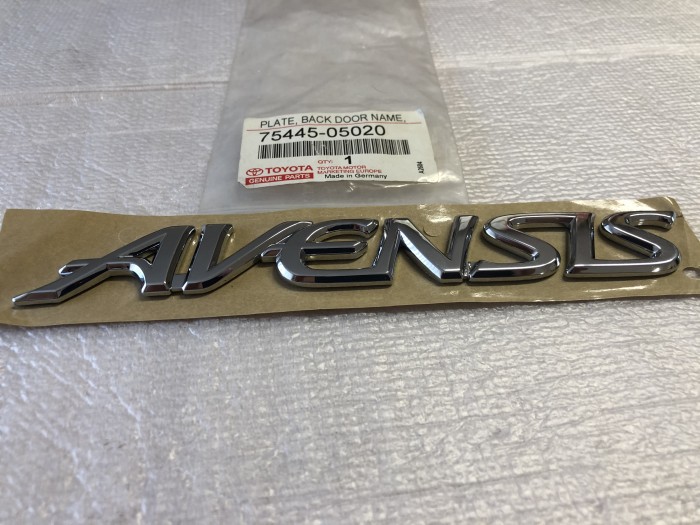 PLATE, BACK DOOR NAME,
75445-05020
QTY: 1
TOYOTA
GENUINE PARTS
TOYOTA MOTOR
MARKETING EUROPE
Made in Germany
AVENSIS